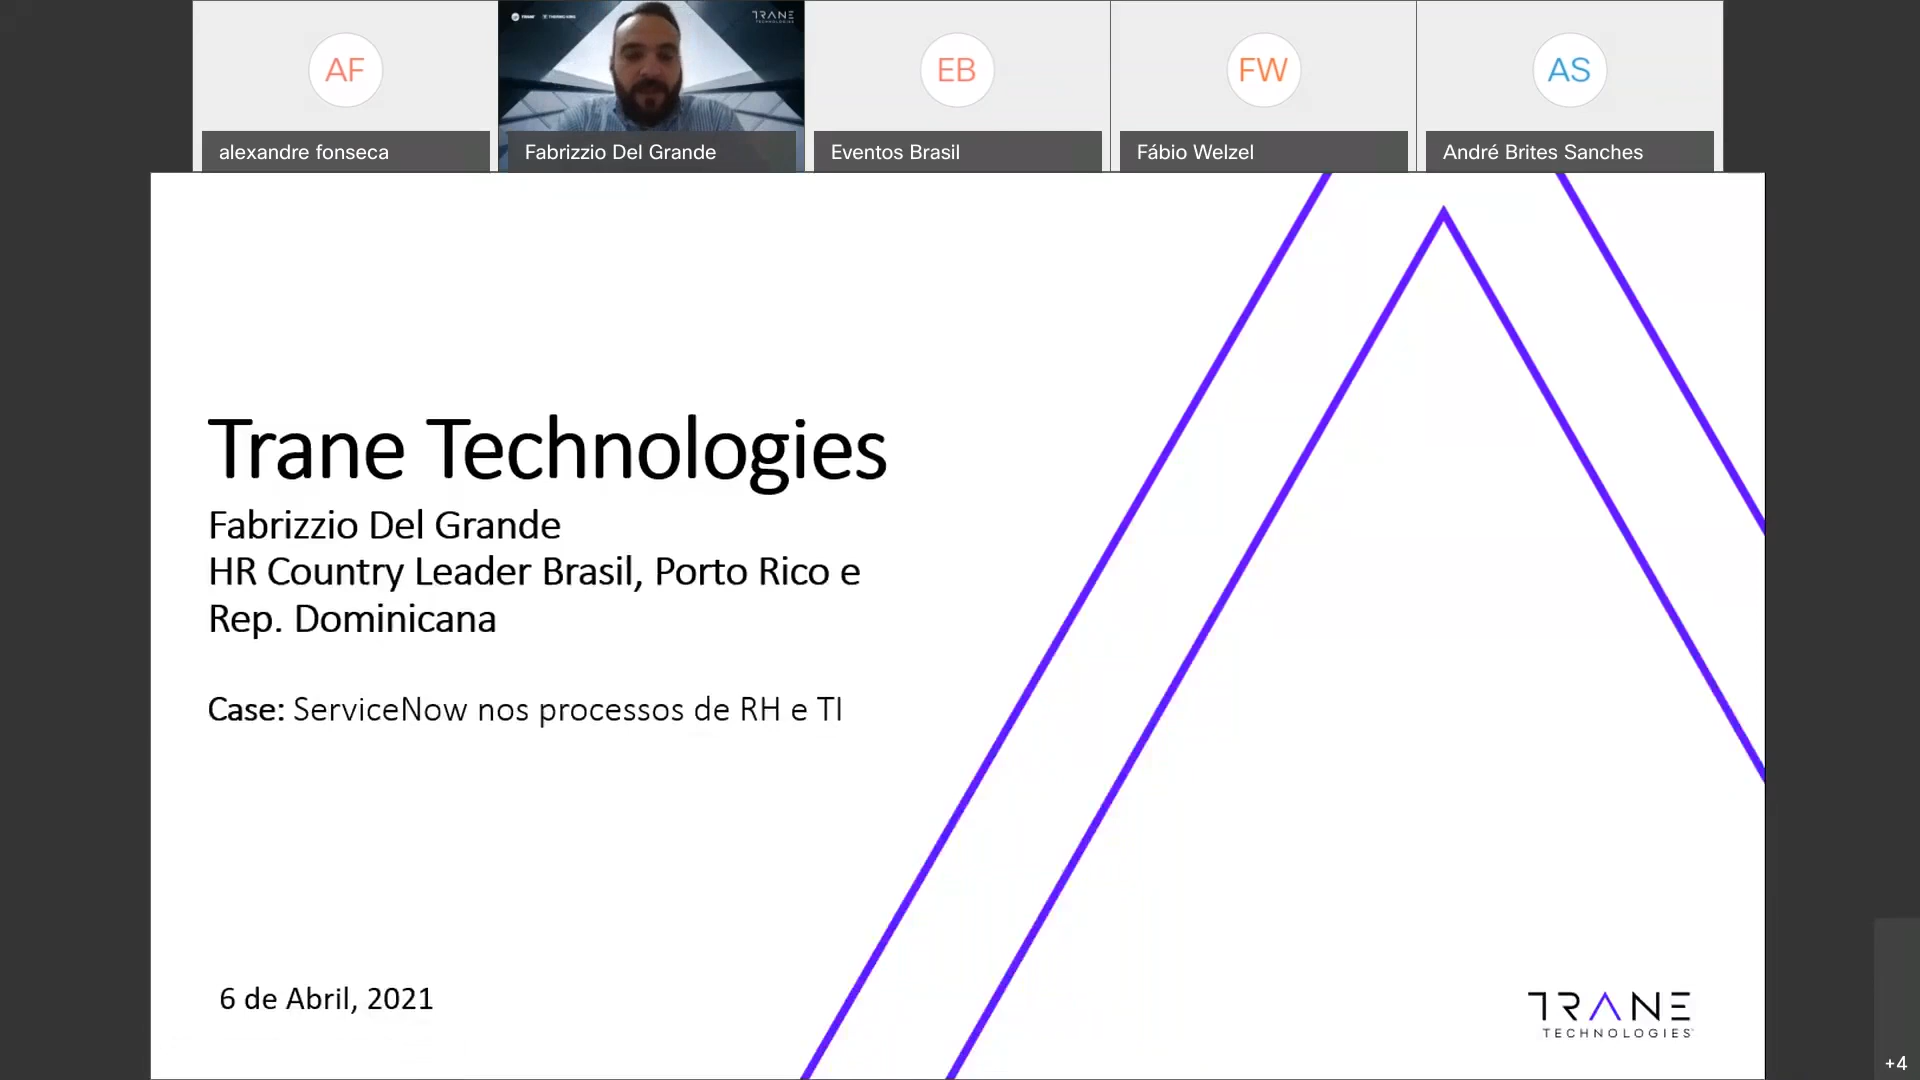 AF
EB
FW
AS
TRANE
TECHNOLOGIES
alexandre fonseca
Fabrizzio Del Grande
Eventos Brasil
Fábio Welzel
André Brites Sanches
Trane Technologies
Fabrizzio Del Grande
HR Country Leader Brasil, Porto Rico e
Rep. Dominicana
Case: ServiceNow nos processos de RH e TI
6 de Abril, 2021
TRANE
TECHNOLOGIES
+4